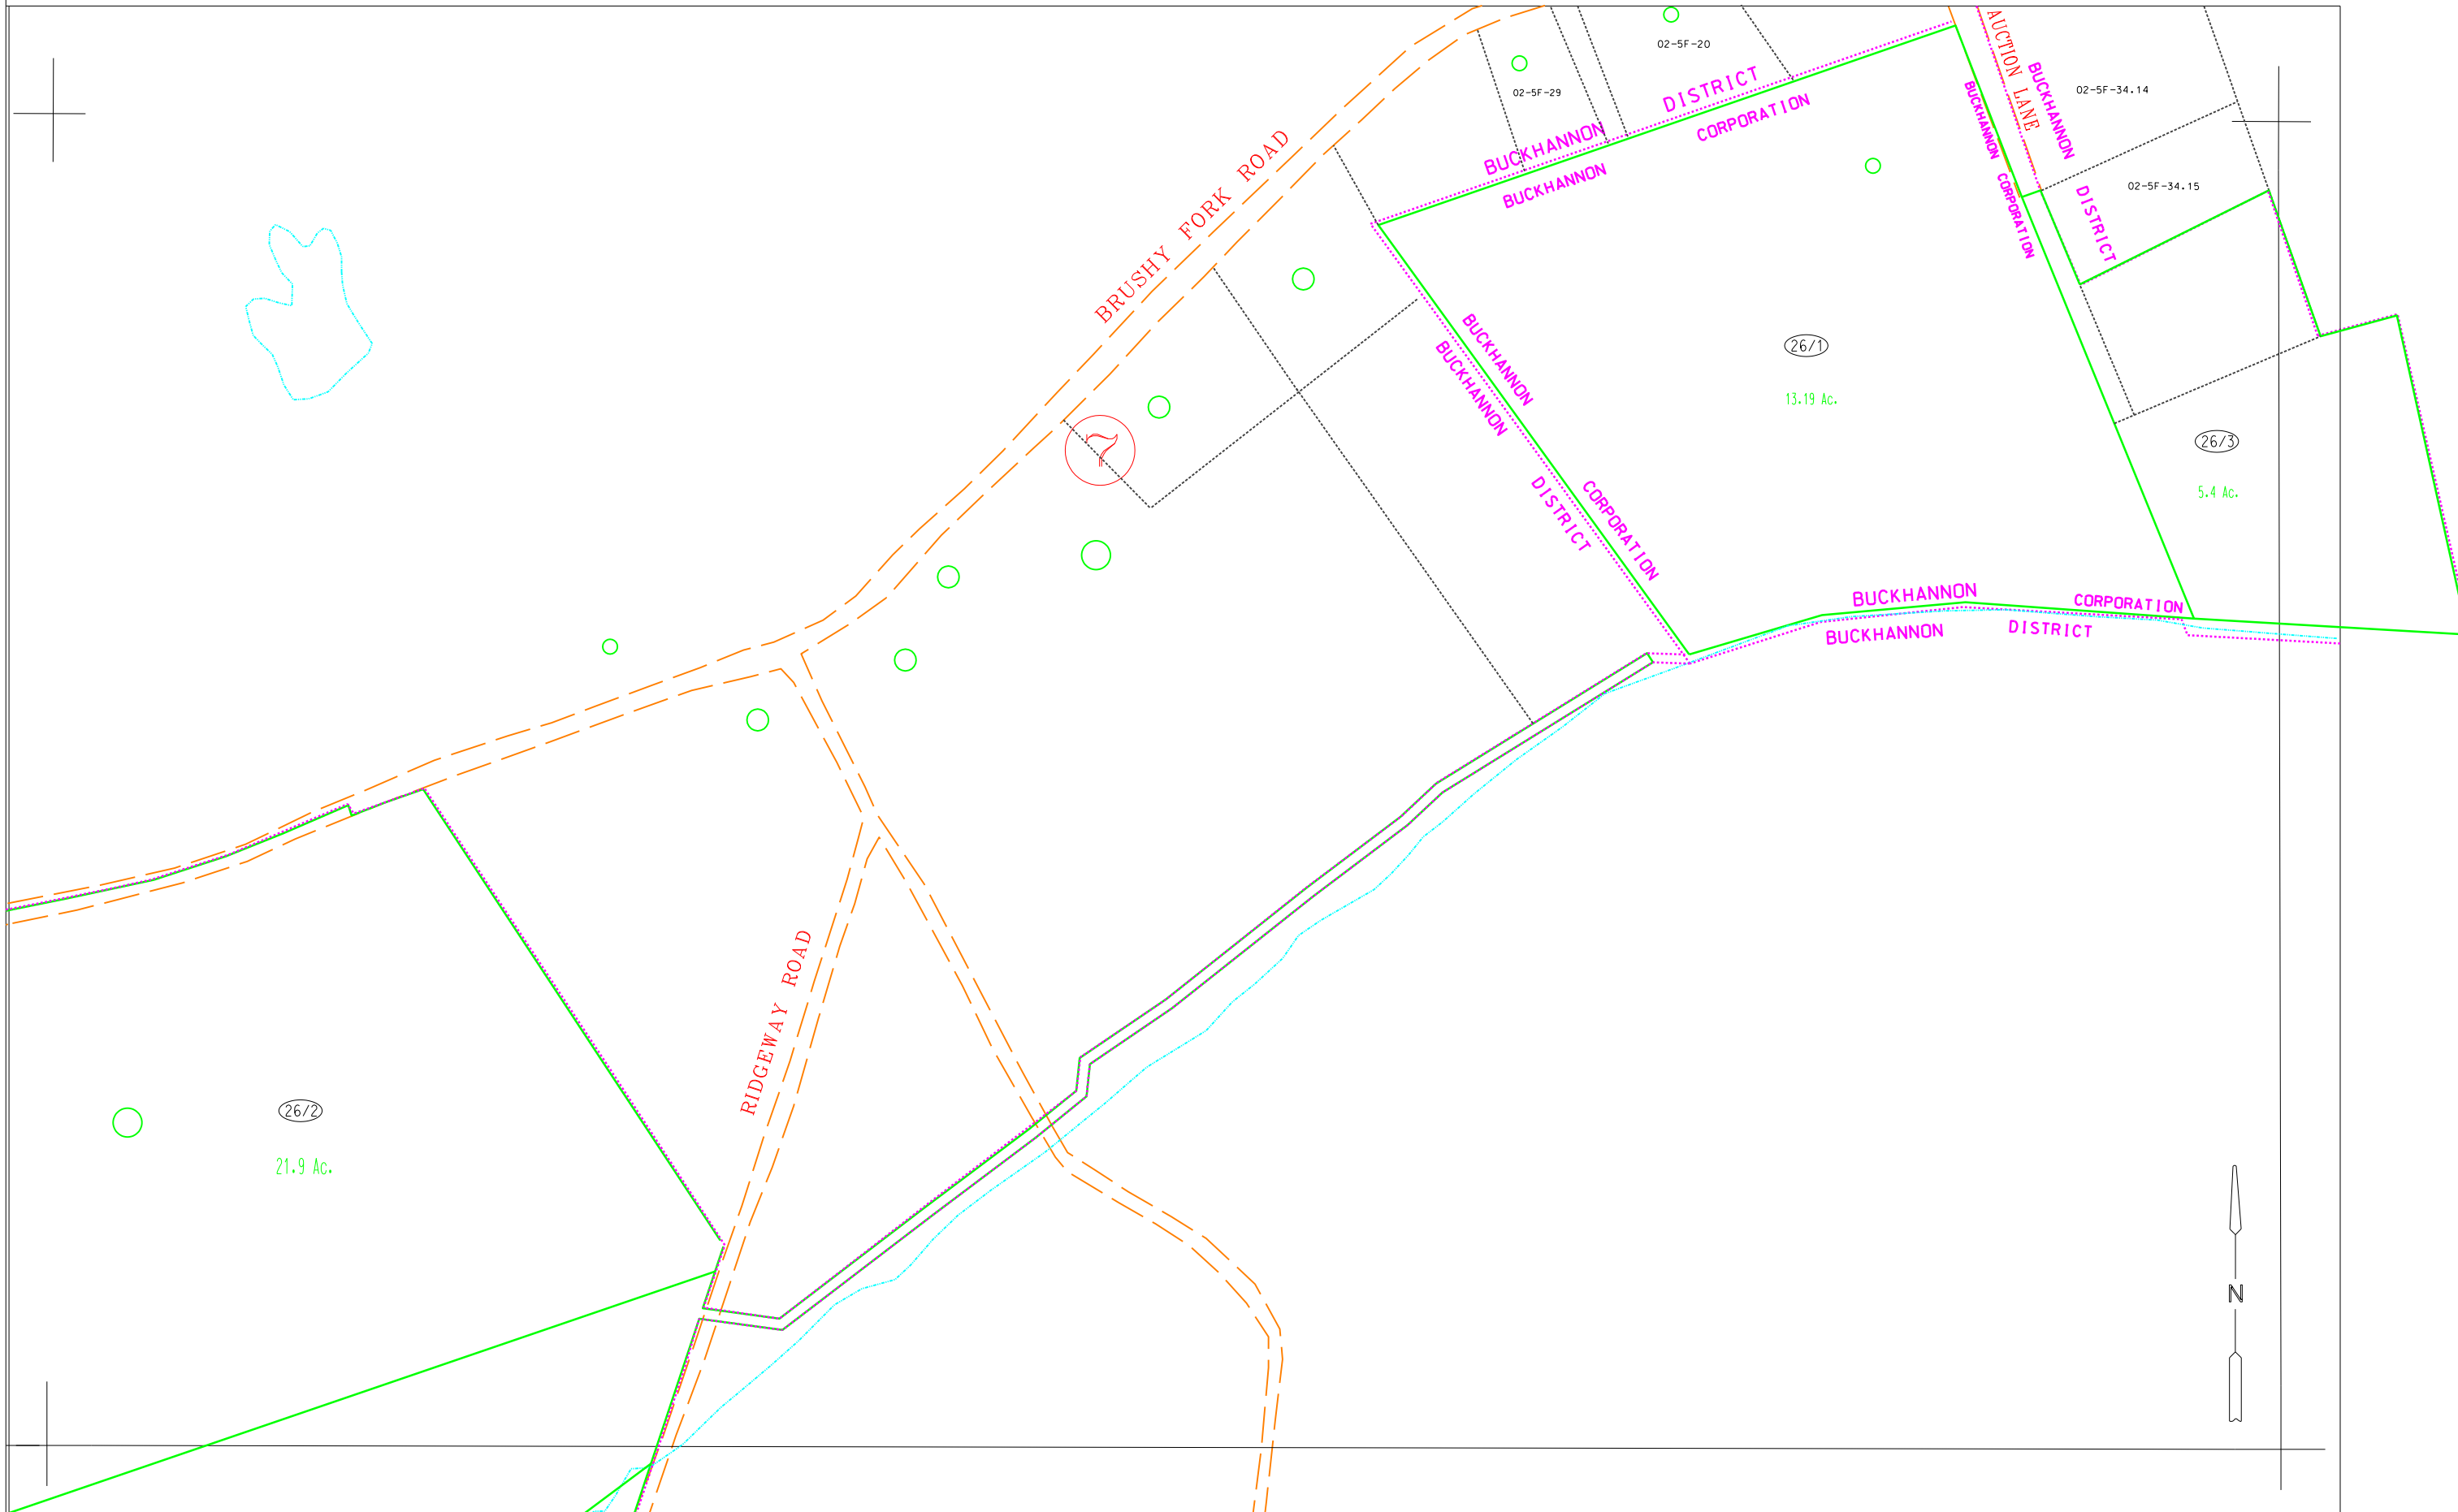 AUCTION LANE
02-5F-20
02-5F-29
02-5F-34.14
02-5F-34.15
BUCKHANNON DISTRICT
BUCKHANNON CORPORATION
BUCKHANNON CORPORATION
BUCKHANNON DISTRICT
BRUSHY FORK ROAD
26/1
13.19 Ac.
BUCKHANNON CORPORATION
BUCKHANNON DISTRICT
26/3
5.4 Ac.
BUCKHANNON CORPORATION
BUCKHANNON DISTRICT
RIDGEWAY ROAD
26/2
21.9 Ac.
N